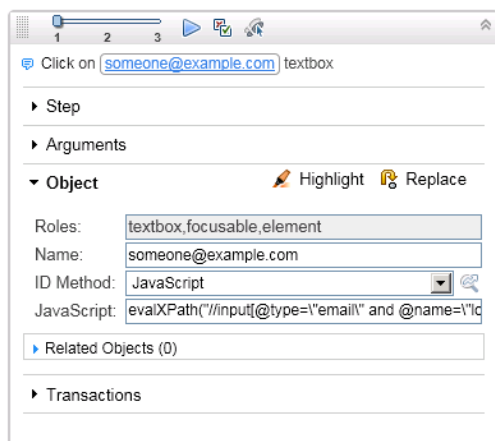 1 2 3
Click on someone@example.com textbox
Step
Arguments
Object Highlight Replace
Roles: textbox,focusable,element
Name: someone@example.com
ID Method: JavaScript
JavaScript: evalXPath("//input[@type=\"email\" and @name=\"lo
Related Objects (0)
Transactions